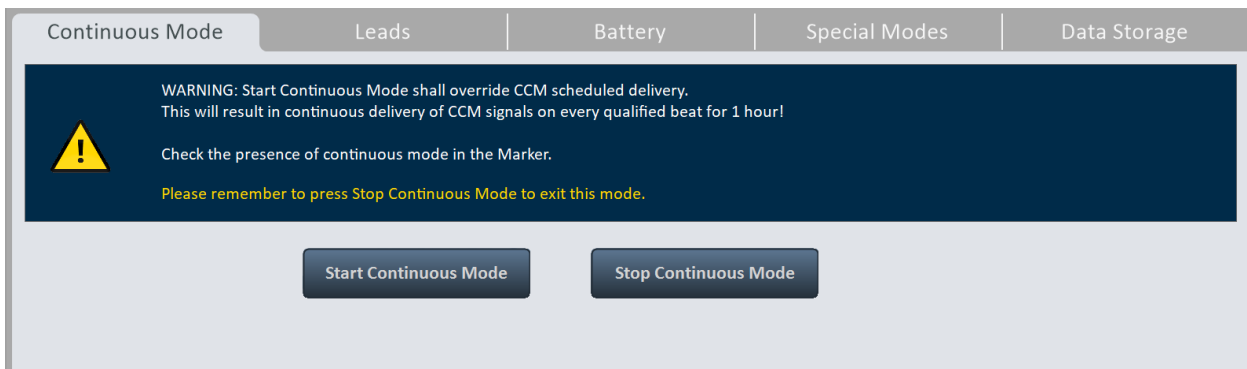 Continuous Mode
Leads
Battery
Special Modes
Data Storage
WARNING: Start Continuous Mode shall override CCM scheduled delivery.
This will result in continuous delivery of CCM signals on every qualified beat for 1 hour!
Check the presence of continuous mode in the Marker.
Please remember to press Stop Continuous Mode to exit this mode.
Start Continuous Mode
Stop Continuous Mode